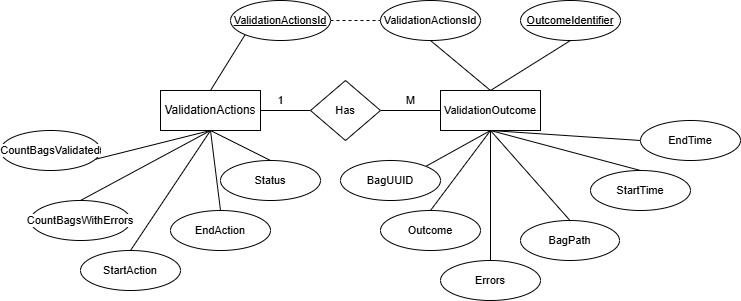 ValidationActionsId
ValidationActionsId
OutcomeIdentifier
ValidationActions
1
Has
M
ValidationOutcome
CountBagsValidated
Status
BagUUID
EndTime
StartTime
CountBagsWithErrors
EndAction
Outcome
BagPath
StartAction
Errors